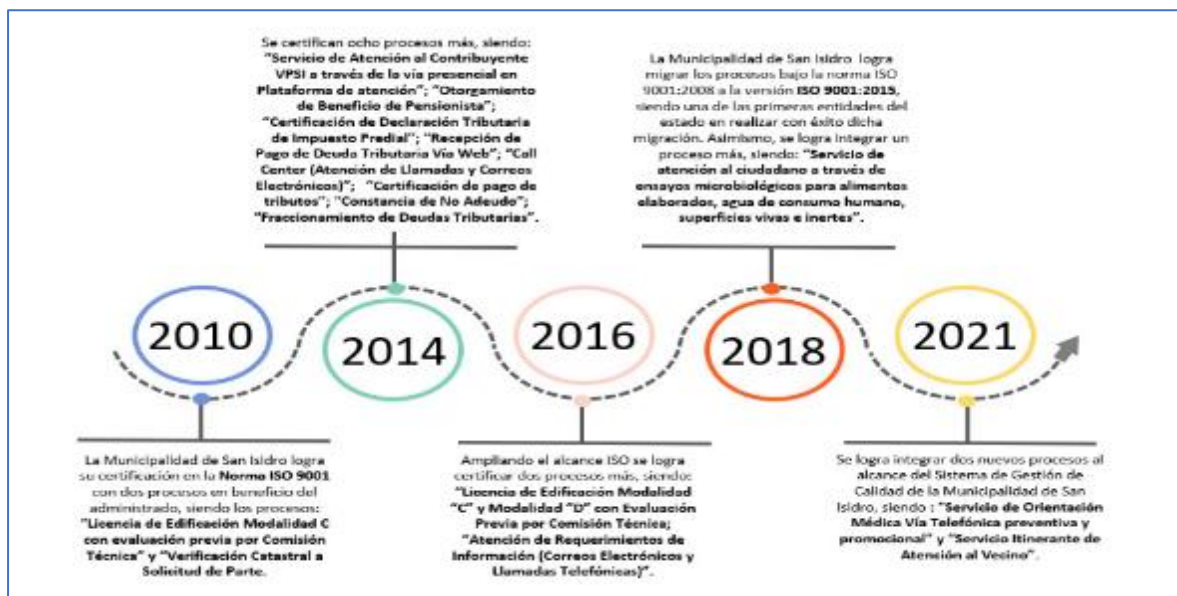 Se certifican ocho procesos más, siendo:
"Servicio de Atención al Contribuyente
VPSI a través de la vía presencial en
Plataforma de atención"; "Otorgamiento
de Beneficio de Pensionista";
"Certificación de Declaración Tributaria
de Impuesto Predial"; "Recepción de
Pago de Deuda Tributaria Vía Web"; "Call
Center (Atención de Llamadas y Correos
Electrónicos)"; "Certificación de pago de
tributos"; "Constancia de No Adeudo";
"Fraccionamiento de Deudas Tributarias".
La Municipalidad de San Isidro logra
migrar los procesos bajo la norma ISO
9001:2008 a la versión ISO 9001:2015,
siendo una de las primeras entidades del
estado en realizar con éxito dicha
migración. Asimismo, se logra integrar un
proceso más, siendo: "Servicio de
atención al ciudadano a través de
ensayos microbiológicos para alimentos
elaborados, agua de consumo humano,
superficies vivas e inertes".
2010
2014
2016
2018
2021
La Municipalidad de San Isidro logra
su certificación en la Norma ISO 9001
con dos procesos en beneficio del
administrado, siendo los procesos:
"Licencia de Edificación Modalidad C
con evaluación previa por Comisión
Técnica" y "Verificación Catastral a
Solicitud de Parte.
Ampliando el alcance ISO se logra
certificar dos procesos más, siendo:
"Licencia de Edificación Modalidad
"C" y Modalidad "D" con Evaluación
Previa por Comisión Técnica;
"Atención de Requerimientos de
Información (Correos Electrónicos y
Llamadas Telefónicas)".
Se logra integrar dos nuevos procesos al
alcance del Sistema de Gestión de
Calidad de la Municipalidad de San
Isidro, siendo : "Servicio de Orientación
Médica Vía Telefónica preventiva y
promocional" y "Servicio Itinerante de
Atención al Vecino".